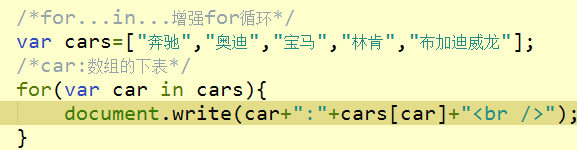 /*for...in...增强for循环*/
var cars=["奔驰","奥迪","宝马","林肯","布加迪威龙"];
/*car:数组的下表*/
for(var car in cars){
    document.write(car+":"+cars[car]+"<br />");
}